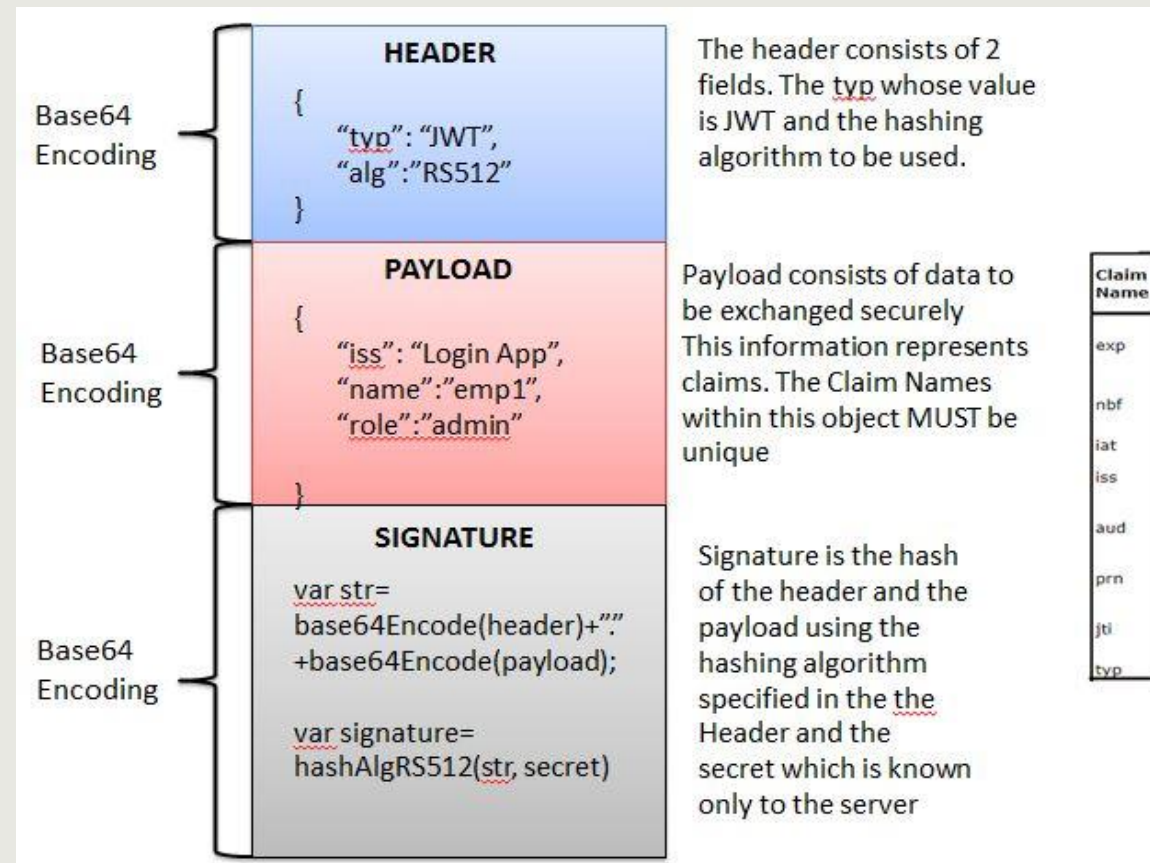 HEADER
{
“typ”: “JWT”,
“alg”:”RS512”
}
Base64
Encoding
The header consists of 2
fields. The typ whose value
is JWT and the hashing
algorithm to be used.
PAYLOAD
{
“iss”: “Login App”,
“name”:”emp1”,
“role”:”admin”
}
Base64
Encoding
Payload consists of data to
be exchanged securely
This information represents
claims. The Claim Names
within this object MUST be
unique
SIGNATURE
var str=
base64Encode(header)+”.”
+base64Encode(payload);
var signature=
hashAlgRS512(str, secret)
Base64
Encoding
Signature is the hash
of the header and the
payload using the
hashing algorithm
specified in the the
Header and the
secret which is known
only to the server
Claim
Name
exp
nbf
iat
iss
aud
prn
jti
typ